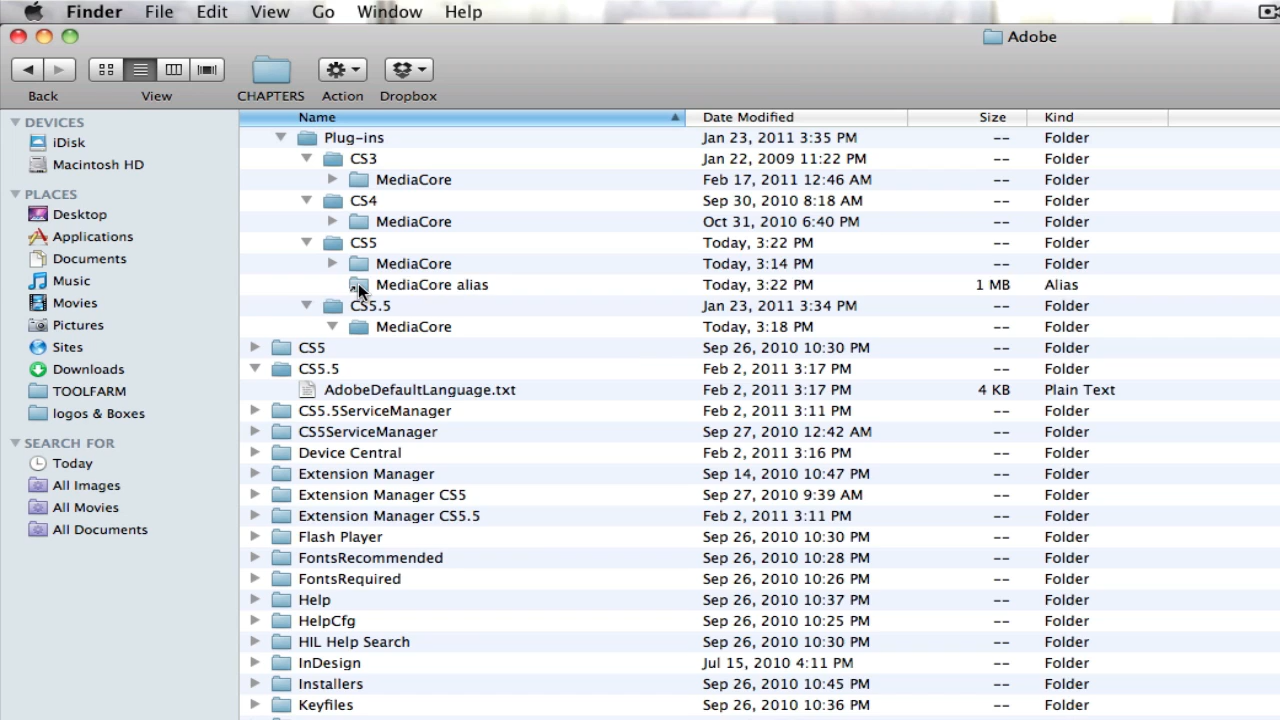 Finder File Edit View Go Window Help
Adobe
Back View CHAPTERS Action Dropbox
Name Date Modified Size Kind
DEVICES
iDisk
Macintosh HD
PLACES
Desktop
Applications
Documents
Music
Movies
Pictures
Sites
Downloads
TOOLFARM
logos & Boxes
SEARCH FOR
Today
All Images
All Movies
All Documents
Plug-ins Jan 23, 2011 3:35 PM -- Folder
CS3 Jan 22, 2009 11:22 PM -- Folder
MediaCore Feb 17, 2011 12:46 AM -- Folder
CS4 Sep 30, 2010 8:18 AM -- Folder
MediaCore Oct 31, 2010 6:40 PM -- Folder
CS5 Today, 3:22 PM -- Folder
MediaCore Today, 3:14 PM -- Folder
MediaCore alias Today, 3:22 PM 1 MB Alias
CS5.5 Jan 23, 2011 3:34 PM -- Folder
MediaCore Today, 3:18 PM -- Folder
CS5 Sep 26, 2010 10:30 PM -- Folder
CS5.5 Feb 2, 2011 3:17 PM -- Folder
AdobeDefaultLanguage.txt Feb 2, 2011 3:17 PM 4 KB Plain Text
CS5.5ServiceManager Feb 2, 2011 3:11 PM -- Folder
CS5ServiceManager Sep 27, 2010 12:42 AM -- Folder
Device Central Feb 2, 2011 3:16 PM -- Folder
Extension Manager Sep 14, 2010 10:47 PM -- Folder
Extension Manager CS5 Sep 27, 2010 9:39 AM -- Folder
Extension Manager CS5.5 Feb 2, 2011 3:11 PM -- Folder
Flash Player Sep 26, 2010 10:30 PM -- Folder
FontsRecommended Sep 26, 2010 10:28 PM -- Folder
FontsRequired Sep 26, 2010 10:26 PM -- Folder
Help Sep 26, 2010 10:37 PM -- Folder
HelpCfg Sep 26, 2010 10:25 PM -- Folder
HIL Help Search Sep 26, 2010 10:30 PM -- Folder
InDesign Jul 15, 2010 4:11 PM -- Folder
Installers Sep 26, 2010 10:45 PM -- Folder
Keyfiles Sep 26, 2010 10:36 PM -- Folder